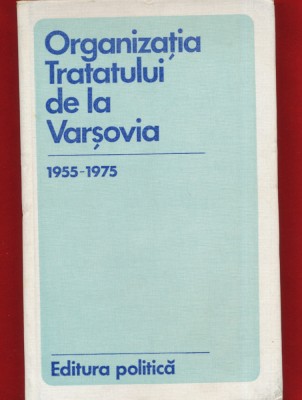 Organizația
Tratatului
de la
Varșovia
1955-1975
Editura politică